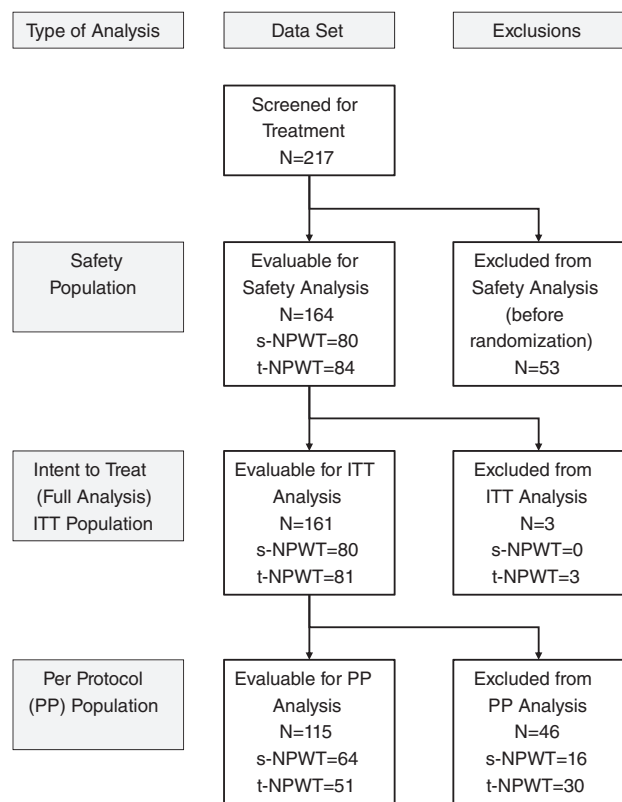 Type of Analysis
Data Set
Exclusions
Screened for
Treatment
N=217
Safety
Population
Evaluable for
Safety Analysis
N=164
s-NPWT=80
t-NPWT=84
Excluded from
Safety Analysis
(before
randomization)
N=53
Intent to Treat
(Full Analysis)
ITT Population
Evaluable for ITT
Analysis
N=161
s-NPWT=80
t-NPWT=81
Excluded from
ITT Analysis
N=3
s-NPWT=0
t-NPWT=3
Per Protocol
(PP) Population
Evaluable for PP
Analysis
N=115
s-NPWT=64
t-NPWT=51
Excluded from
PP Analysis
N=46
s-NPWT=16
t-NPWT=30